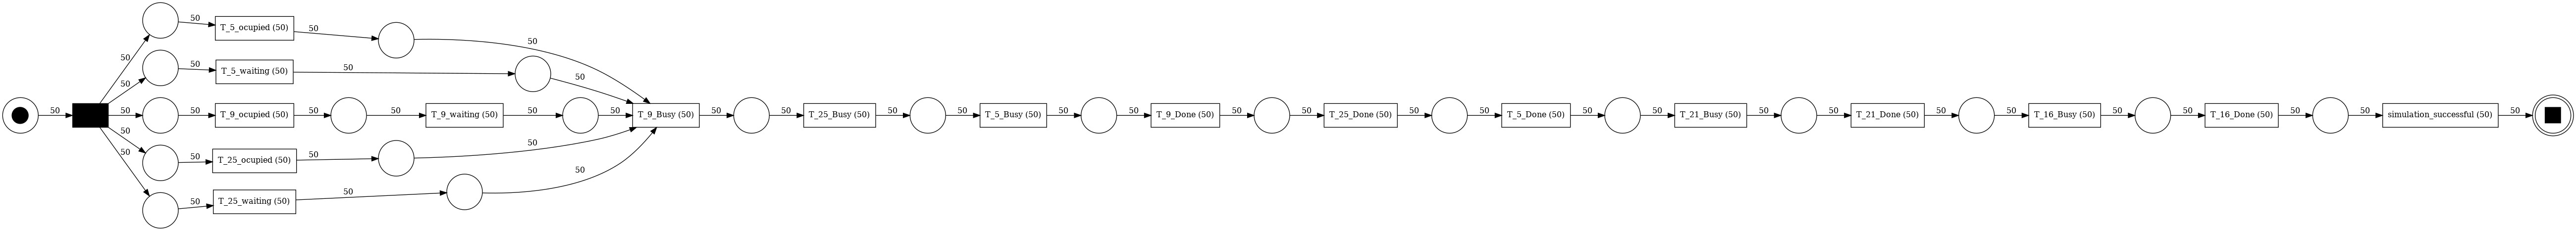 50
50
50
50
50
50
50
T_5_ocupied (50)
50
50
50
T_5_waiting (50)
50
50
50
T_9_ocupied (50)
50
50
T_9_waiting (50)
50
50
50
T_25_ocupied (50)
50
50
50
T_25_waiting (50)
50
50
T_9_Busy (50)
50
50
T_25_Busy (50)
50
50
T_5_Busy (50)
50
50
T_9_Done (50)
50
50
T_25_Done (50)
50
50
T_5_Done (50)
50
50
T_21_Busy (50)
50
50
T_21_Done (50)
50
50
T_16_Busy (50)
50
50
T_16_Done (50)
50
50
simulation_successful (50)
50